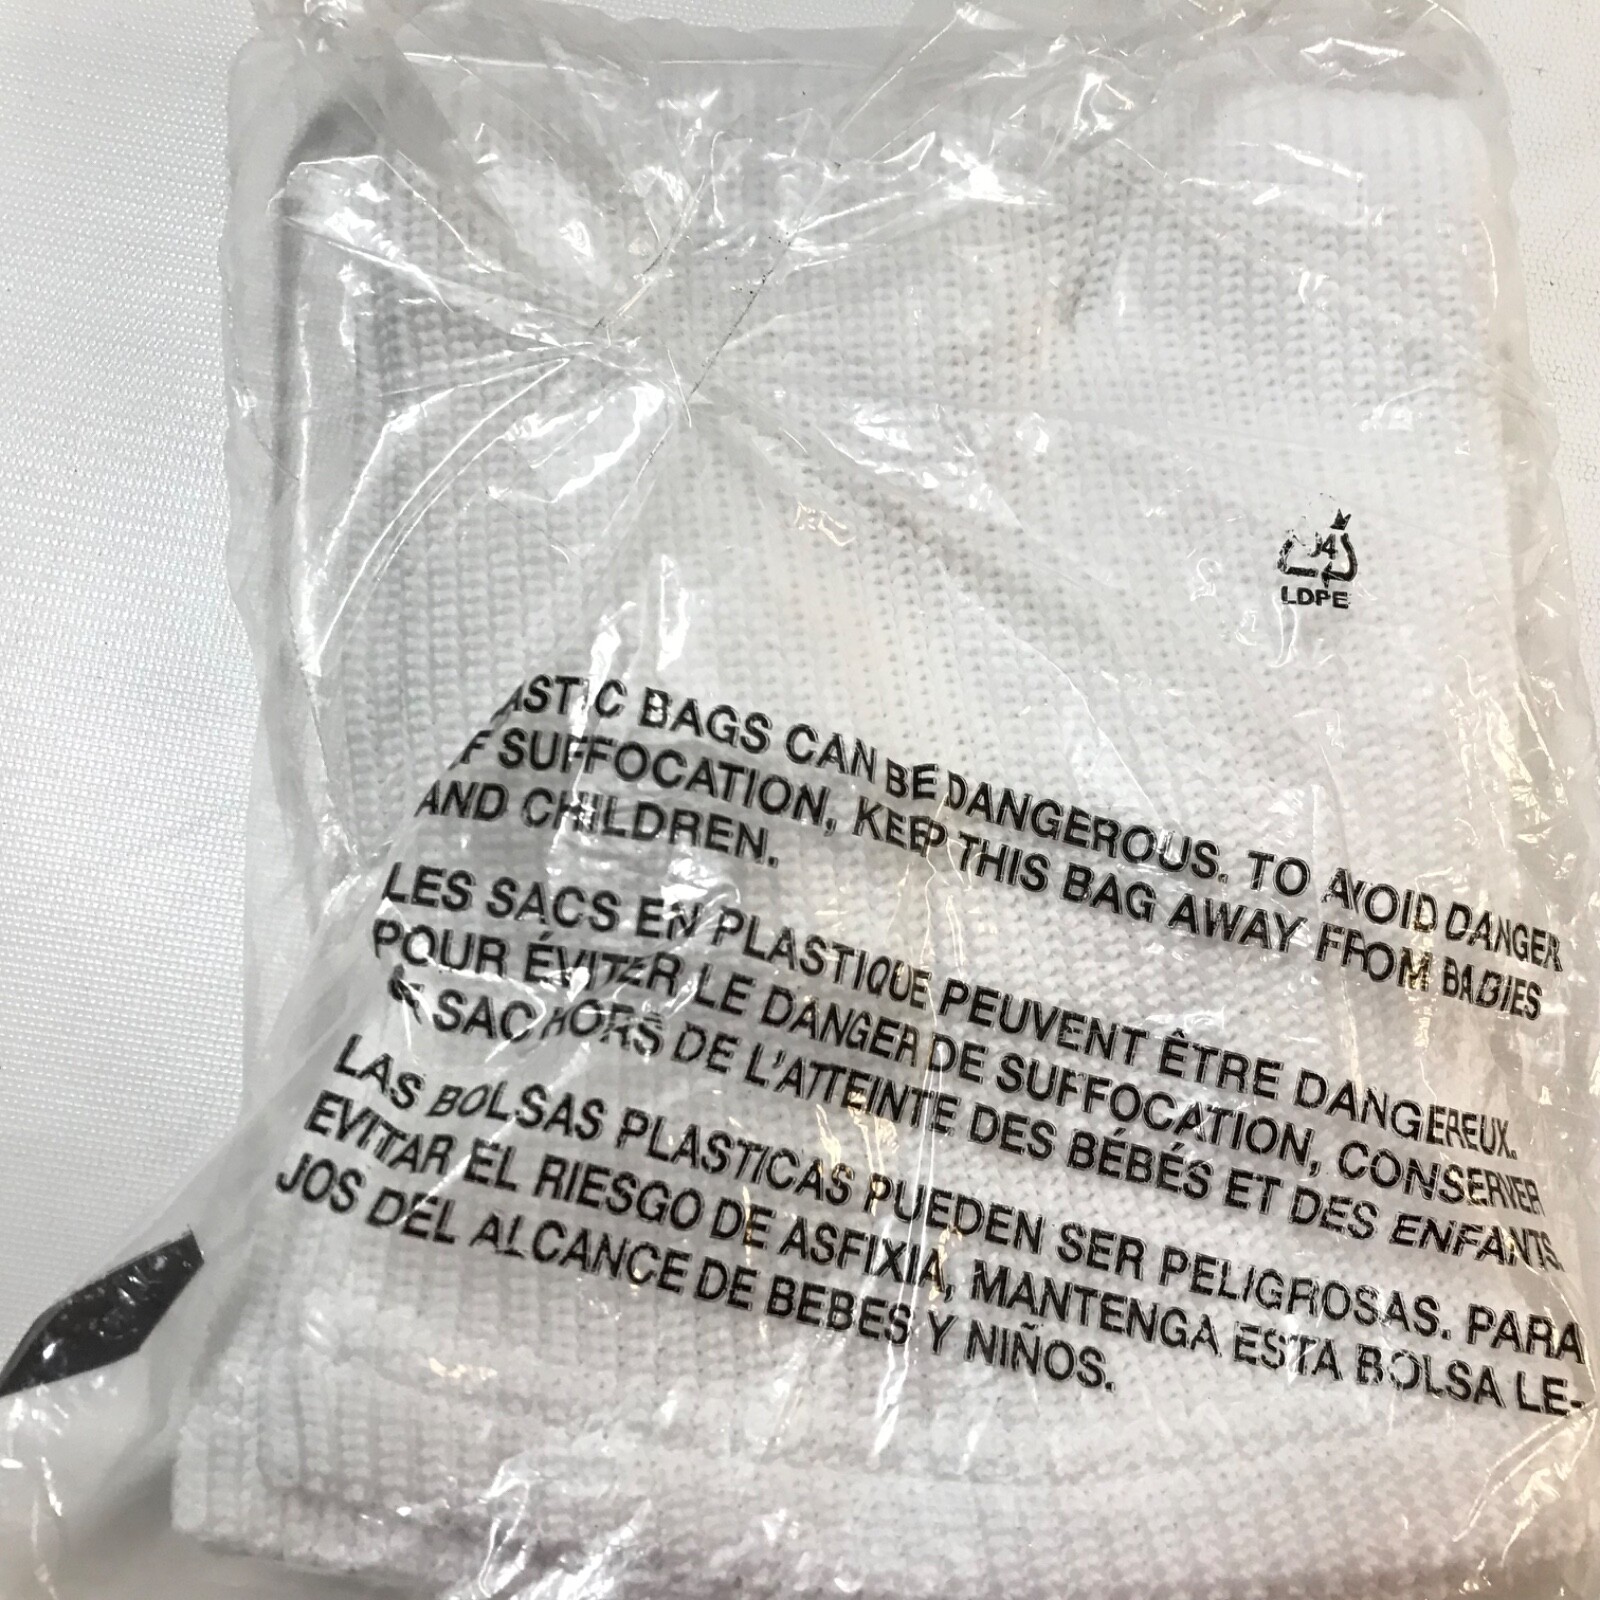 04
LDPE
ASTIC BAGS CAN BE DANGEROUS. TO AVOID DANGER
F SUFFOCATION, KEEP THIS BAG AWAY FROM BABIES
AND CHILDREN.
LES SACS EN PLASTIQUE PEUVENT ÊTRE DANGEREUX.
POUR ÉVITER LE DANGER DE SUFFOCATION, CONSERVER
SAC HORS DE L'ATTEINTE DES BÉBÉS ET DES ENFANTS.
LAS BOLSAS PLASTICAS PUEDEN SER PELIGROSAS. PARA
EVITAR EL RIESGO DE ASFIXIA, MANTENGA ESTA BOLSA LE-
JOS DEL ALCANCE DE BEBES Y NIÑOS.